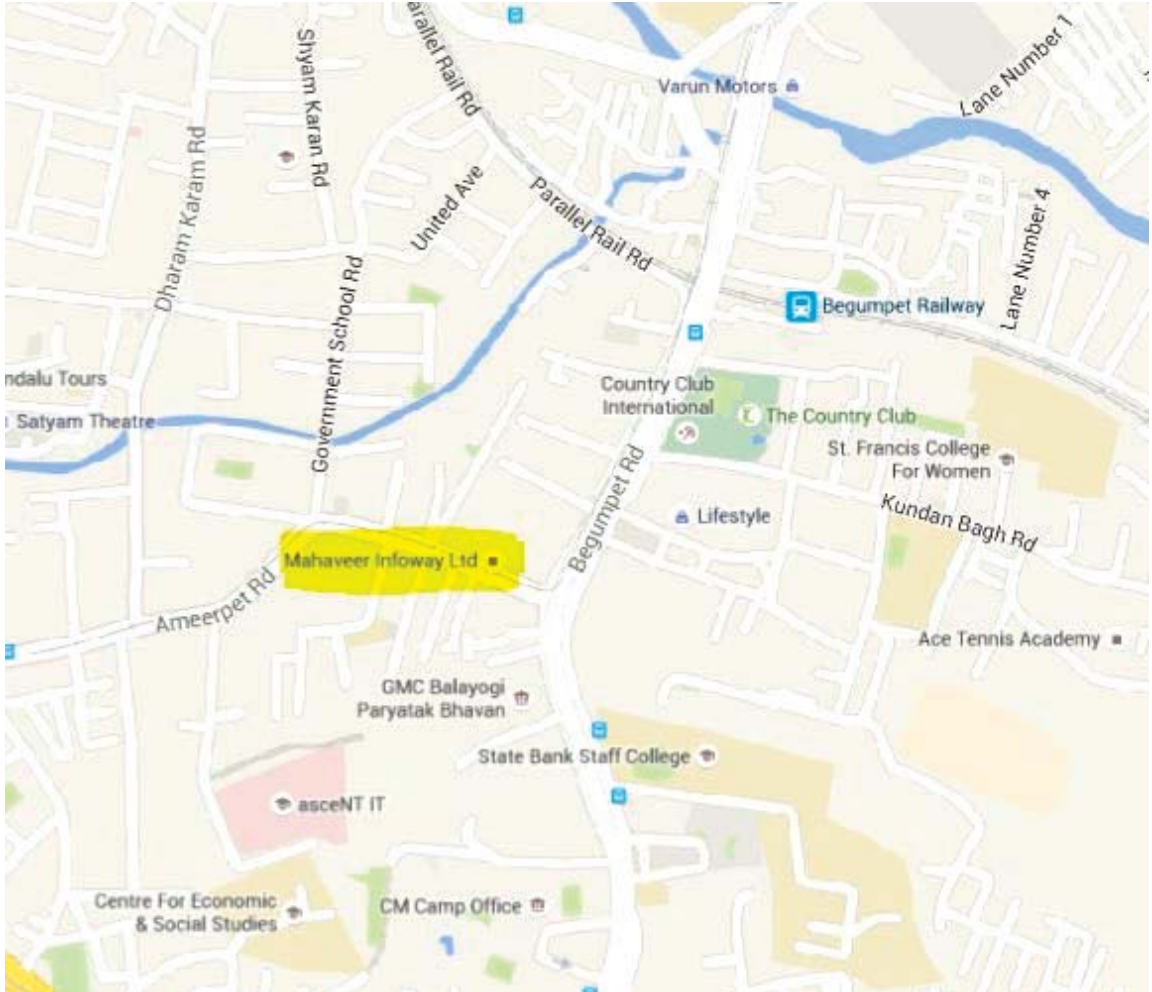 Parallel Rail Rd
Shyam Karan Rd
Varun Motors
Lane Number 1
Dharam Karam Rd
United Ave
Parallel Rail Rd
Lane Number 4
Begumpet Railway
Government School Rd
ndalu Tours
Satyam Theatre
Country Club
International
The Country Club
St. Francis College
For Women
Begumpet Rd
Lifestyle
Kundan Bagh Rd
Mahaveer Infoway Ltd
Ameerpet Rd
Ace Tennis Academy
GMC Balayogi
Paryatak Bhavan
State Bank Staff College
asceNT IT
Centre For Economic
& Social Studies
CM Camp Office